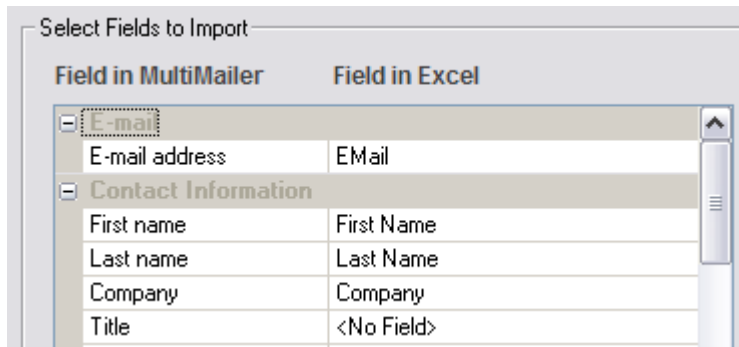 Select Fields to Import
Field in MultiMailer Field in Excel
E-mail
E-mail address EMail
Contact Information
First name First Name
Last name Last Name
Company Company
Title <No Field>